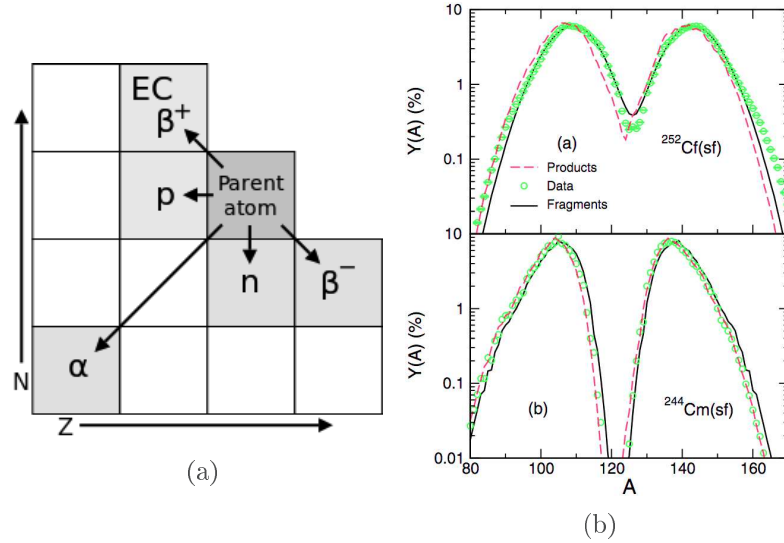 EC
β⁺
Parent
atom
p
n
β⁻
α
N
Z
(a)
10
1
0.1
10
1
0.1
0.01
Y(A) (%)
Y(A) (%)
(a)
²⁵²Cf(sf)
Products
Data
Fragments
(b)
²⁴⁴Cm(sf)
80 100 120 140 160
A
(b)